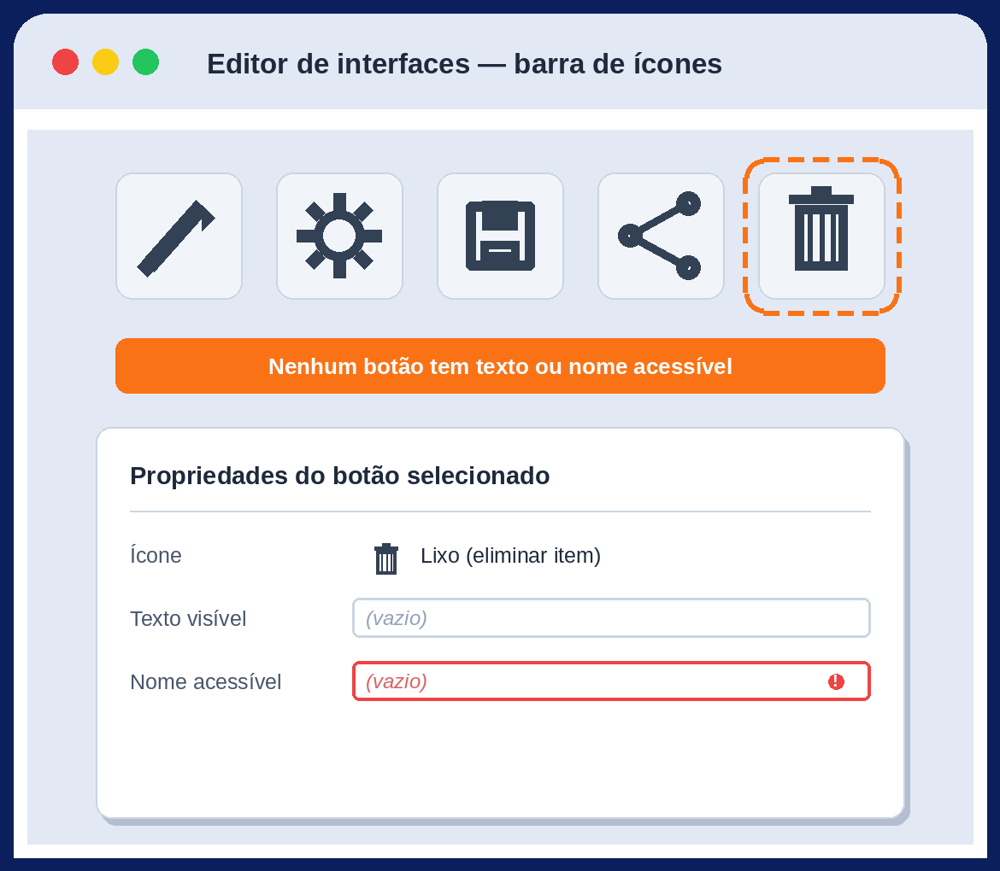 Editor de interfaces — barra de ícones
Nenhum botão tem texto ou nome acessível
Propriedades do botão selecionado
Ícone
Lixo (eliminar item)
Texto visível
(vazio)
Nome acessível
(vazio)
!